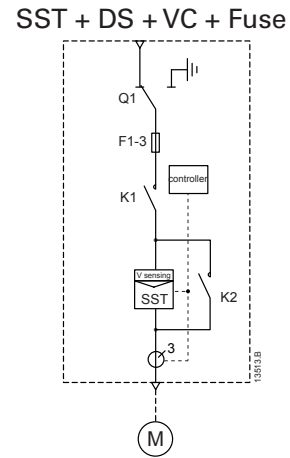 SST + DS + VC + Fuse
Q1
F1-3
controller
K1
V sensing
SST
K2
3
13513.B
M